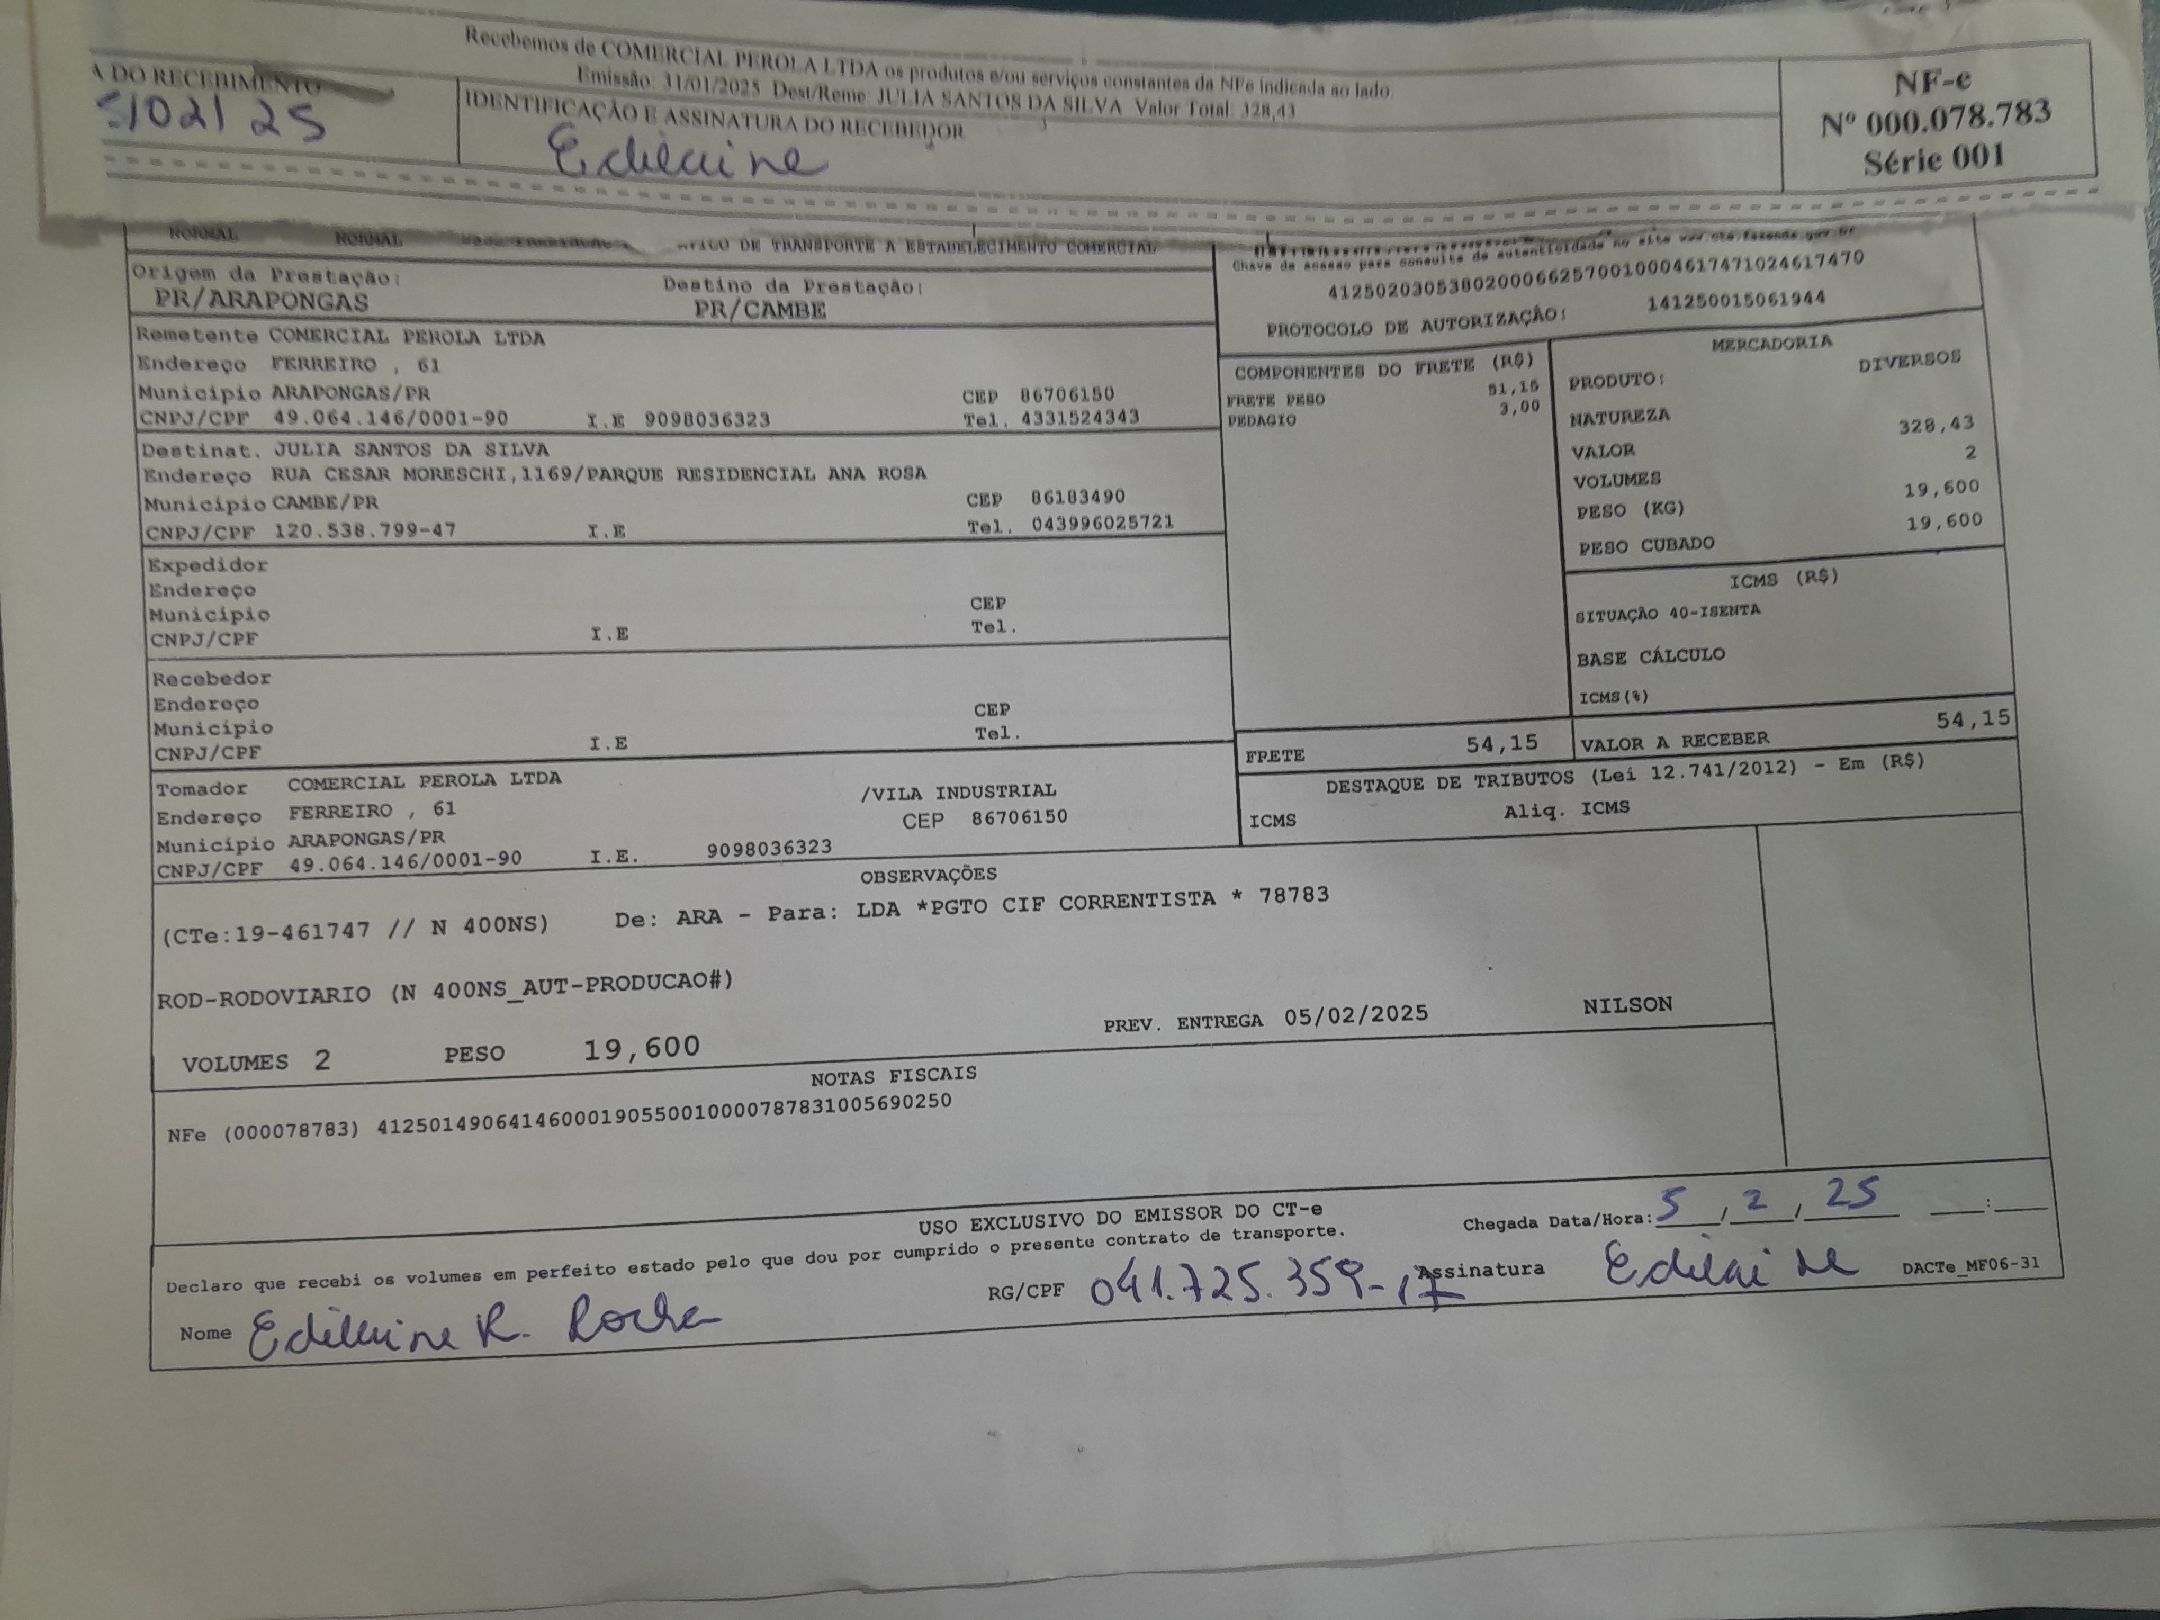 Recebemos de COMERCIAL PEROLA LTDA os produtos e/ou serviços constantes da NFe indicada ao lado.
Emissão: 31/01/2025 Dest/Reme: JULIA SANTOS DA SILVA Valor Total: 328,43
A DO RECEBIMENTO
5/02/25
IDENTIFICAÇÃO E ASSINATURA DO RECEBEDOR
Edilaine
NF-e
Nº 000.078.783
Série 001
NORMAL NORMAL DE TRANSPORTE A ESTABELECIMENTO COMERCIAL
Chave de acesso para consulta de autenticidade no site www.cte.fazenda.gov.br
41250203053802000662570010004617471024617470
PROTOCOLO DE AUTORIZAÇÃO: 141250015061944
Origem da Prestação:
PR/ARAPONGAS
Destino da Prestação:
PR/CAMBE
Remetente COMERCIAL PEROLA LTDA
Endereço FERREIRO , 61
Município ARAPONGAS/PR CEP 86706150
CNPJ/CPF 49.064.146/0001-90 I.E 9098036323 Tel. 4331524343
Destinat. JULIA SANTOS DA SILVA
Endereço RUA CESAR MORESCHI,1169/PARQUE RESIDENCIAL ANA ROSA
Município CAMBE/PR CEP 86183490
CNPJ/CPF 120.538.799-47 I.E Tel. 043996025721
Expedidor
Endereço
Município CEP
CNPJ/CPF I.E Tel.
Recebedor
Endereço
Município CEP
CNPJ/CPF I.E Tel.
Tomador COMERCIAL PEROLA LTDA
Endereço FERREIRO , 61 /VILA INDUSTRIAL
Município ARAPONGAS/PR CEP 86706150
CNPJ/CPF 49.064.146/0001-90 I.E. 9098036323
COMPONENTES DO FRETE (R$)
FRETE PESO 51,15
PEDAGIO 3,00
FRETE 54,15
MERCADORIA
PRODUTO: DIVERSOS
NATUREZA
VALOR 328,43
VOLUMES 2
PESO (KG) 19,600
PESO CUBADO 19,600
ICMS (R$)
SITUAÇÃO 40-ISENTA
BASE CÁLCULO
ICMS(%)
VALOR A RECEBER 54,15
DESTAQUE DE TRIBUTOS (Lei 12.741/2012) - Em (R$)
ICMS Aliq. ICMS
OBSERVAÇÕES
(CTe:19-461747 // N 400NS) De: ARA - Para: LDA *PGTO CIF CORRENTISTA * 78783
ROD-RODOVIARIO (N 400NS_AUT-PRODUCAO#)
VOLUMES 2 PESO 19,600 PREV. ENTREGA 05/02/2025 NILSON
NOTAS FISCAIS
NFe (000078783) 41250149064146000190550010000787831005690250
USO EXCLUSIVO DO EMISSOR DO CT-e
Declaro que recebi os volumes em perfeito estado pelo que dou por cumprido o presente contrato de transporte.
Chegada Data/Hora: 5 / 2 / 25 :
Nome Edilaine R. Rocha RG/CPF 041.725.359-17 Assinatura Edilaine DACTe_MF06-31